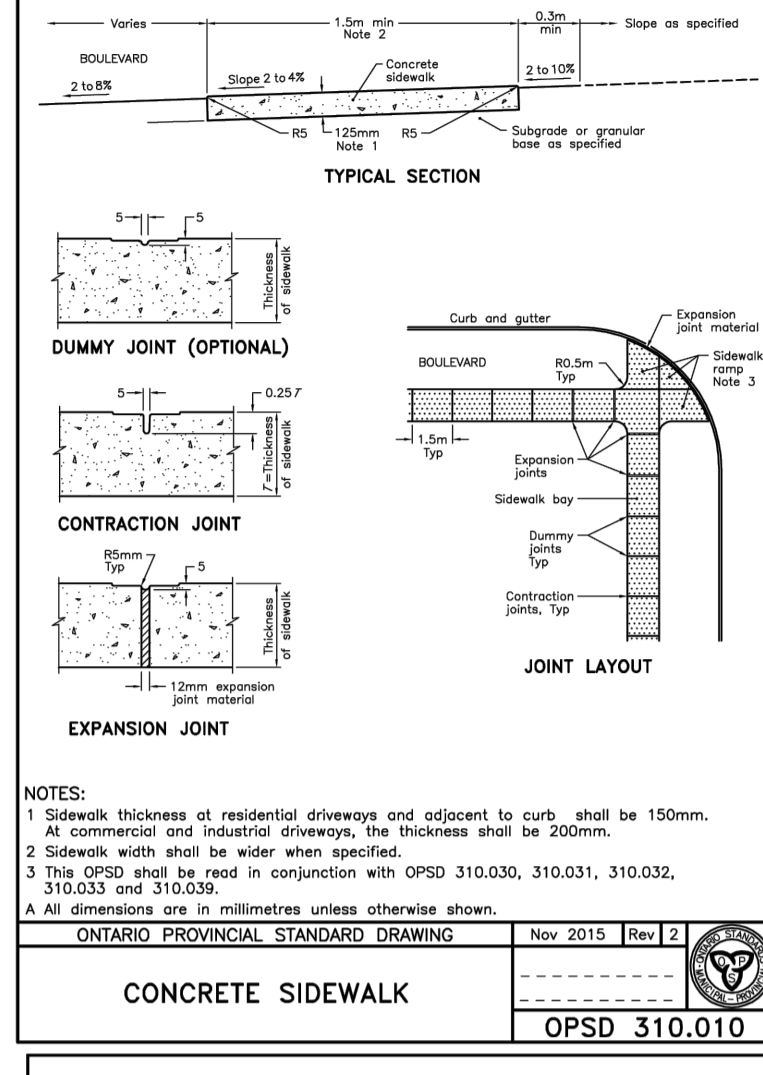 Varies
1.5m min
Note 2
0.3m
min
Slope as specified
BOULEVARD
2 to 8%
Slope 2 to 4%
Concrete
sidewalk
2 to 10%
R5
125mm
Note 1
R5
Subgrade or granular
base as specified
TYPICAL SECTION
5
5
Thickness
of sidewalk
DUMMY JOINT (OPTIONAL)
5
0.25T
T=Thickness
of sidewalk
CONTRACTION JOINT
R5mm
Typ
5
Thickness
of sidewalk
12mm expansion
joint material
EXPANSION JOINT
Curb and gutter
Expansion
joint material
BOULEVARD
R0.5m
Typ
Sidewalk
ramp
Note 3
1.5m
Typ
Expansion
joints
Sidewalk bay
Dummy
joints
Typ
Contraction
joints, Typ
JOINT LAYOUT
NOTES:
1 Sidewalk thickness at residential driveways and adjacent to curb shall be 150mm.
At commercial and industrial driveways, the thickness shall be 200mm.
2 Sidewalk width shall be wider when specified.
3 This OPSD shall be read in conjunction with OPSD 310.030, 310.031, 310.032,
310.033 and 310.039.
A All dimensions are in millimetres unless otherwise shown.
ONTARIO PROVINCIAL STANDARD DRAWING
Nov 2015
Rev
2
CONCRETE SIDEWALK
OPS
OPSD 310.010